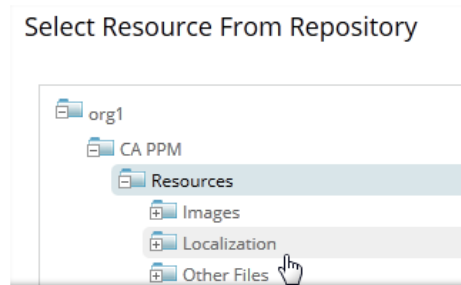 Select Resource From Repository
org1
CA PPM
Resources
Images
Localization
Other Files